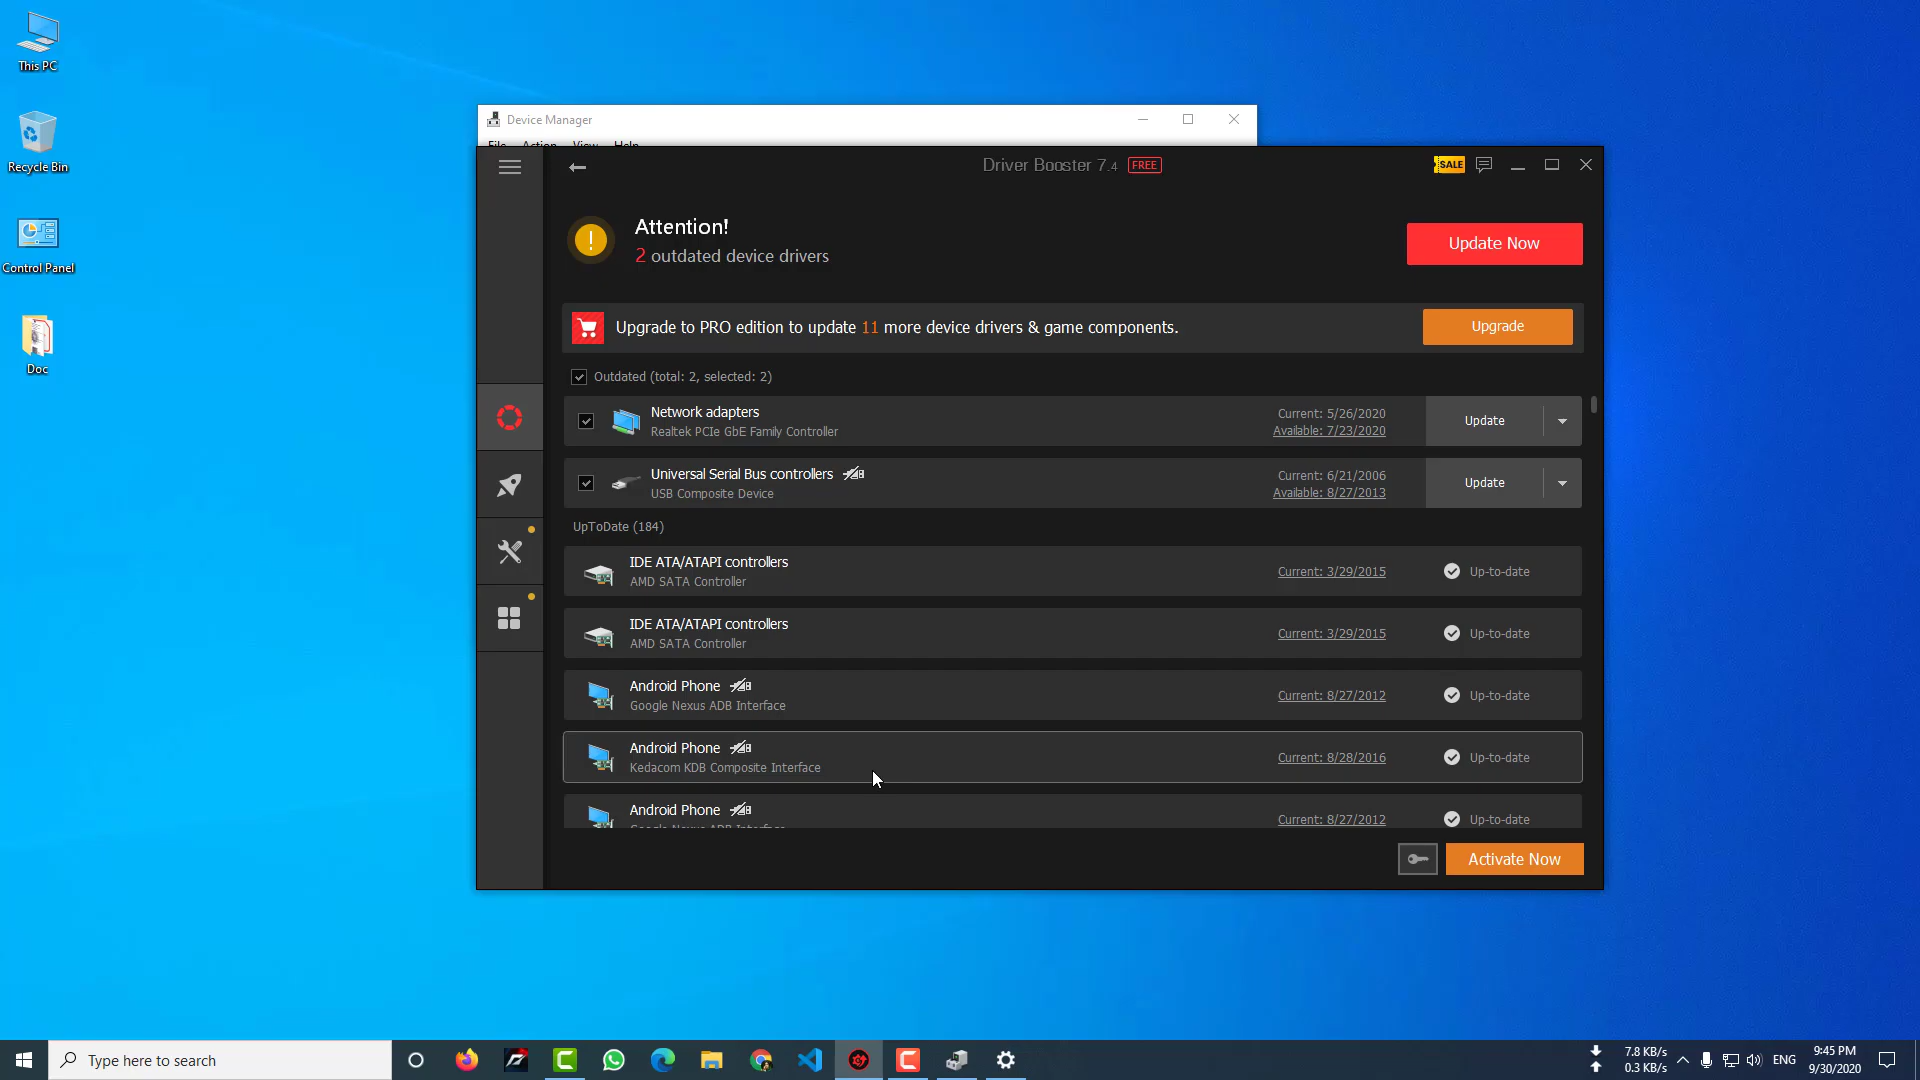 This PC
Recycle Bin
Control Panel
Doc
Device Manager
File Action View Help
Driver Booster 7.4 FREE
SALE
Attention!
2 outdated device drivers
Update Now
Upgrade to PRO edition to update 11 more device drivers & game components.
Upgrade
Outdated (total: 2, selected: 2)
Network adapters
Realtek PCIe GbE Family Controller
Current: 5/26/2020
Available: 7/23/2020
Update
Universal Serial Bus controllers
USB Composite Device
Current: 6/21/2006
Available: 8/27/2013
Update
UpToDate (184)
IDE ATA/ATAPI controllers
AMD SATA Controller
Current: 3/29/2015
Up-to-date
IDE ATA/ATAPI controllers
AMD SATA Controller
Current: 3/29/2015
Up-to-date
Android Phone
Google Nexus ADB Interface
Current: 8/27/2012
Up-to-date
Android Phone
Kedacom KDB Composite Interface
Current: 8/28/2016
Up-to-date
Android Phone
Google Nexus ADB Interface
Current: 8/27/2012
Up-to-date
Activate Now
Type here to search
7.8 KB/s
0.3 KB/s
ENG
9:45 PM
9/30/2020